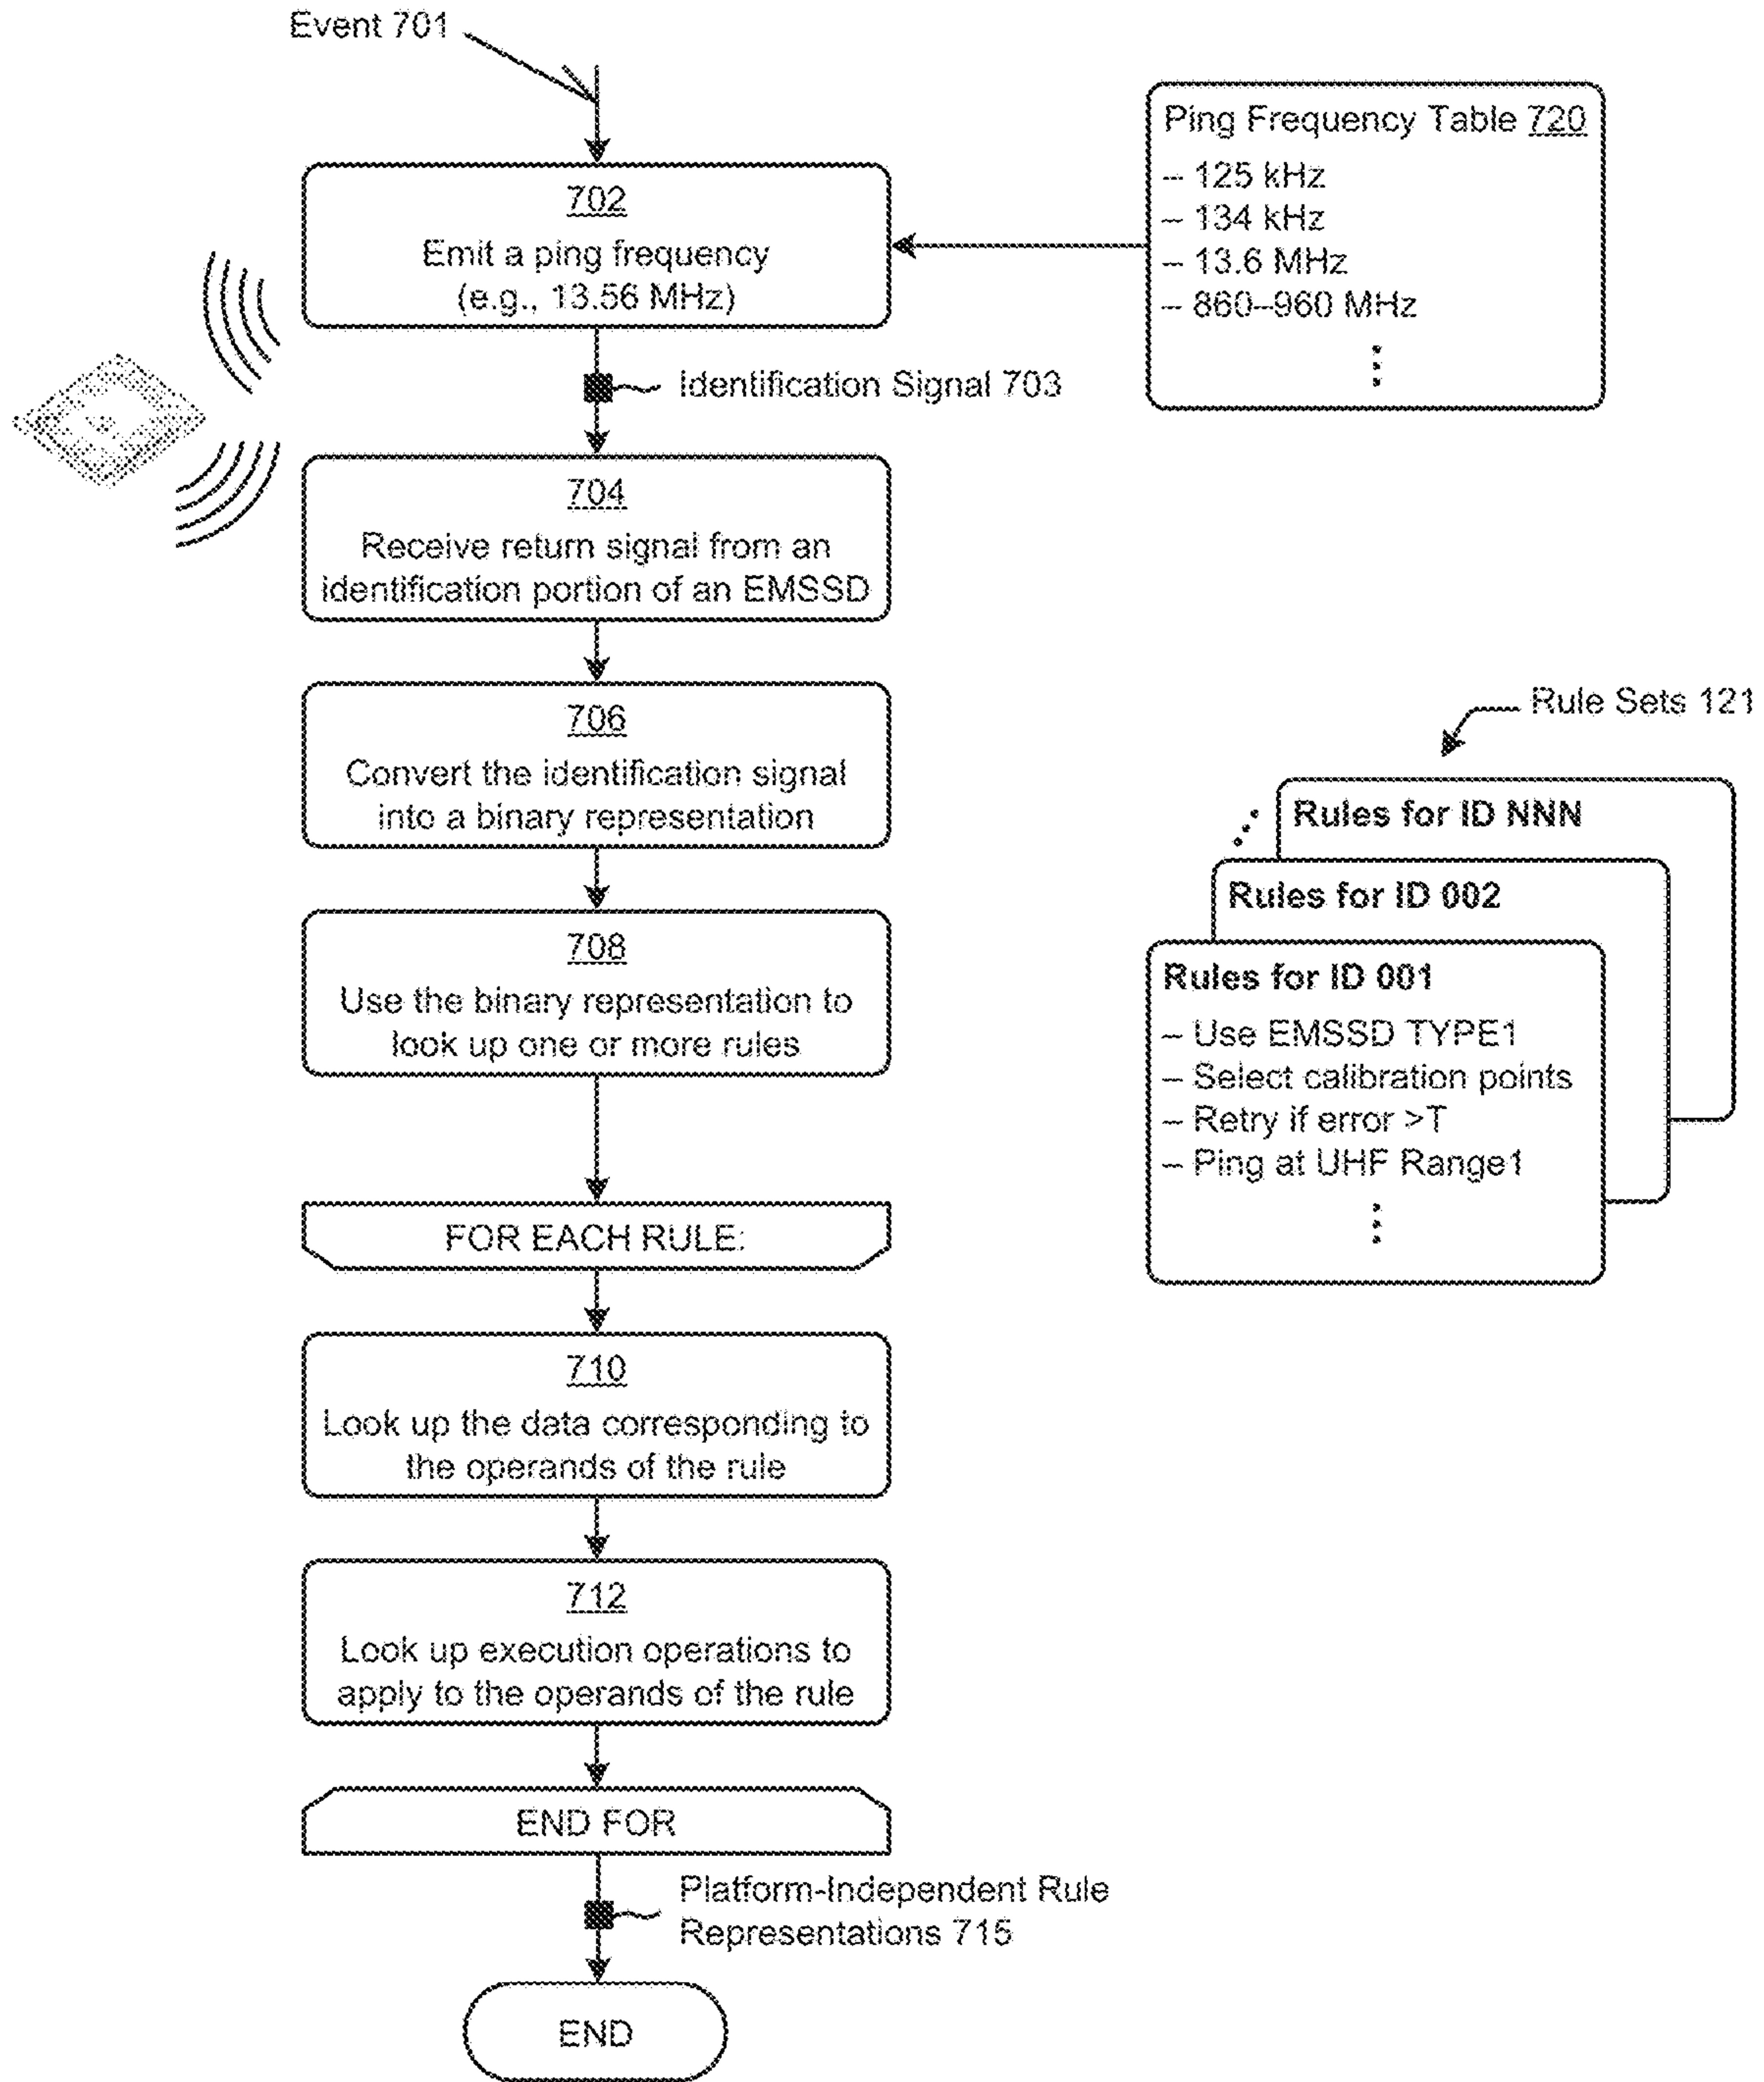 Event 701
702
Emit a ping frequency
(e.g., 13.56 MHz)
Ping Frequency Table 720
– 125 kHz
– 134 kHz
– 13.6 MHz
– 860–960 MHz
Identification Signal 703
704
Receive return signal from an
identification portion of an EMSSD
706
Convert the identification signal
into a binary representation
708
Use the binary representation to
look up one or more rules
Rule Sets 121
Rules for ID NNN
Rules for ID 002
Rules for ID 001
– Use EMSSD TYPE1
– Select calibration points
– Retry if error >T
– Ping at UHF Range1
FOR EACH RULE:
710
Look up the data corresponding to
the operands of the rule
712
Look up execution operations to
apply to the operands of the rule
END FOR
Platform-Independent Rule
Representations 715
END